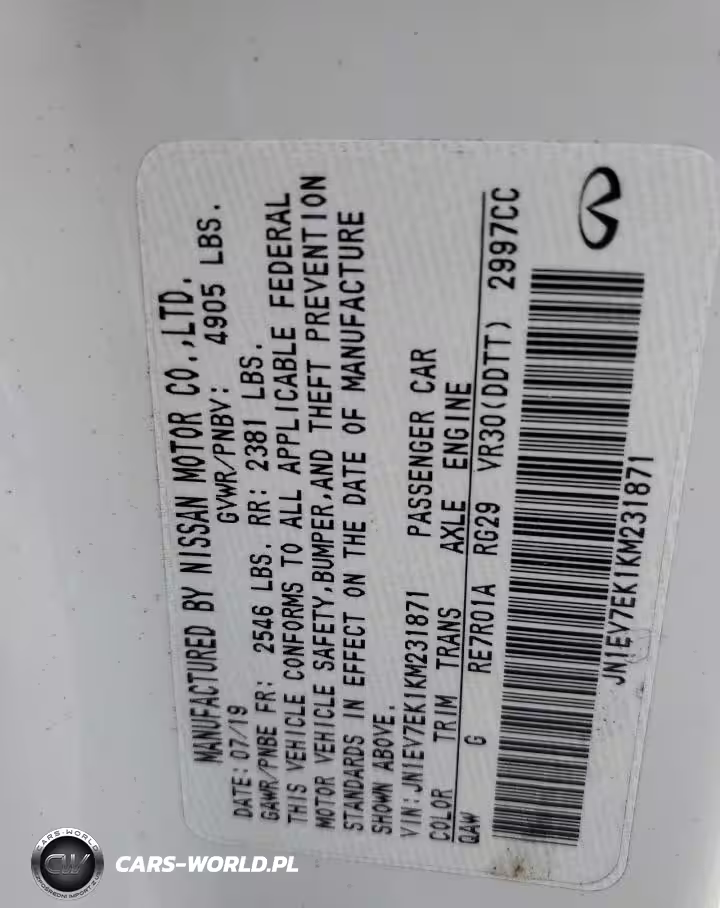 MANUFACTURED BY NISSAN MOTOR CO.,LTD.
DATE: 07/19 GVWR/PNBV: 4905 LBS.
GAWR/PNBE FR: 2546 LBS. RR: 2381 LBS.
THIS VEHICLE CONFORMS TO ALL APPLICABLE FEDERAL
MOTOR VEHICLE SAFETY,BUMPER,AND THEFT PREVENTION
STANDARDS IN EFFECT ON THE DATE OF MANUFACTURE
SHOWN ABOVE.
VIN:JN1EV7EK1KM231871 PASSENGER CAR
COLOR TRIM TRANS AXLE ENGINE
QAW G RE7R01A RG29 VR30(DDTT) 2997CC
JN1EV7EK1KM231871
CARS-WORLD
CW
CARS-WORLD.PL